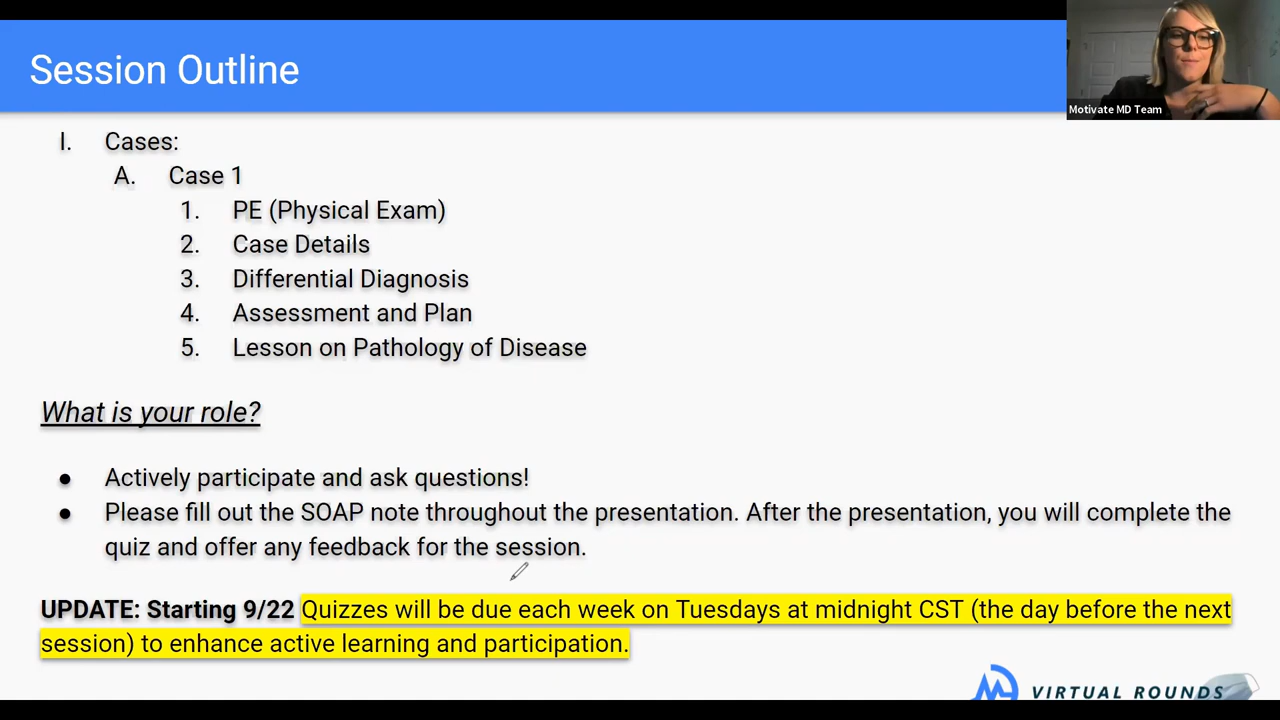 Session Outline
Motivate MD Team
I. Cases:
A. Case 1
1. PE (Physical Exam)
2. Case Details
3. Differential Diagnosis
4. Assessment and Plan
5. Lesson on Pathology of Disease
What is your role?
● Actively participate and ask questions!
● Please fill out the SOAP note throughout the presentation. After the presentation, you will complete the
quiz and offer any feedback for the session.
UPDATE: Starting 9/22 Quizzes will be due each week on Tuesdays at midnight CST (the day before the next
session) to enhance active learning and participation.
VIRTUAL ROUNDS